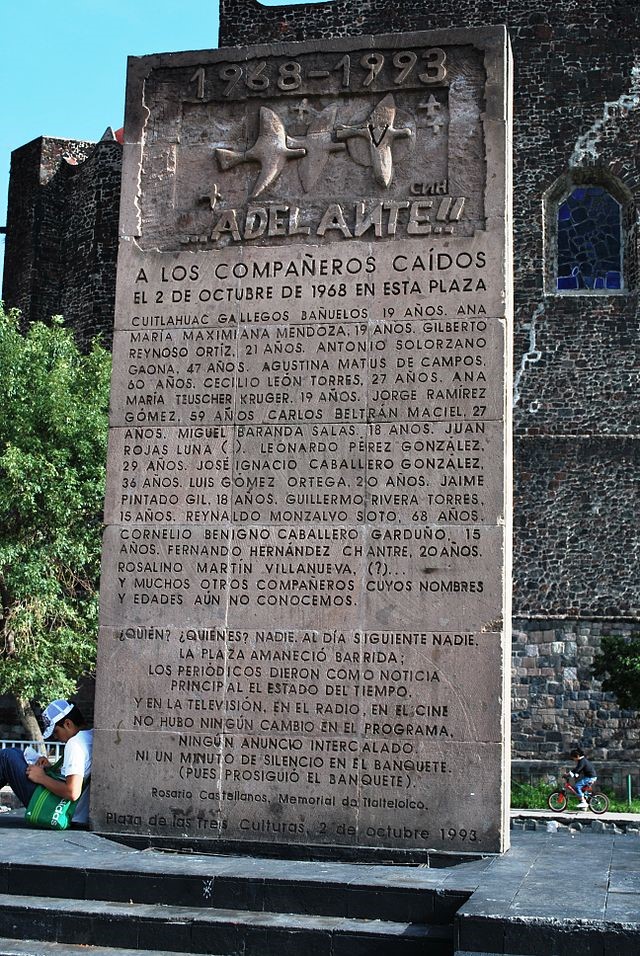 1968-1993
CИH
...ADELAИTE!!
A LOS COMPAÑEROS CAÍDOS
EL 2 DE OCTUBRE DE 1968 EN ESTA PLAZA
CUITLAHUAC GALLEGOS BAÑUELOS, 19 AÑOS. ANA
MARÍA MAXIMIANA MENDOZA, 19 AÑOS. GILBERTO
REYNOSO ORTÍZ, 21 AÑOS. ANTONIO SOLORZANO
GAONA, 47 AÑOS. AGUSTINA MATUS DE CAMPOS,
60 AÑOS. CECILIO LEÓN TORRES, 27 AÑOS. ANA
MARÍA TEUSCHER KRUGER, 19 AÑOS. JORGE RAMÍREZ
GÓMEZ, 59 AÑOS CARLOS BELTRÁN MACIEL, 27
AÑOS. MIGUEL BARANDA SALAS, 18 AÑOS. JUAN
ROJAS LUNA ( ). LEONARDO PÉREZ GONZÁLEZ,
29 AÑOS. JOSÉ IGNACIO CABALLERO GONZÁLEZ,
36 AÑOS. LUIS GÓMEZ ORTEGA, 20 AÑOS. JAIME
PINTADO GIL, 18 AÑOS. GUILLERMO RIVERA TORRES,
15 AÑOS. REYNALDO MONZALVO SOTO, 68 AÑOS.
CORNELIO BENIGNO CABALLERO GARDUÑO, 15
AÑOS. FERNANDO HERNÁNDEZ CHANTRE, 20 AÑOS.
ROSALINO MARTÍN VILLANUEVA, (?)...
Y MUCHOS OTROS COMPAÑEROS CUYOS NOMBRES
Y EDADES AÚN NO CONOCEMOS.
¿QUIÉN? ¿QUIÉNES? NADIE. AL DÍA SIGUIENTE NADIE.
LA PLAZA AMANECIÓ BARRIDA;
LOS PERIÓDICOS DIERON COMO NOTICIA
PRINCIPAL EL ESTADO DEL TIEMPO.
Y EN LA TELEVISIÓN, EN EL RADIO, EN EL CINE
NO HUBO NINGÚN CAMBIO EN EL PROGRAMA,
NINGÚN ANUNCIO INTERCALADO
NI UN MINUTO DE SILENCIO EN EL BANQUETE.
(PUES PROSIGUIÓ EL BANQUETE).
Rosario Castellanos, Memorial de Tlaltelolco.
Plaza de las Tres Culturas, 2 de octubre 1993.
adidas